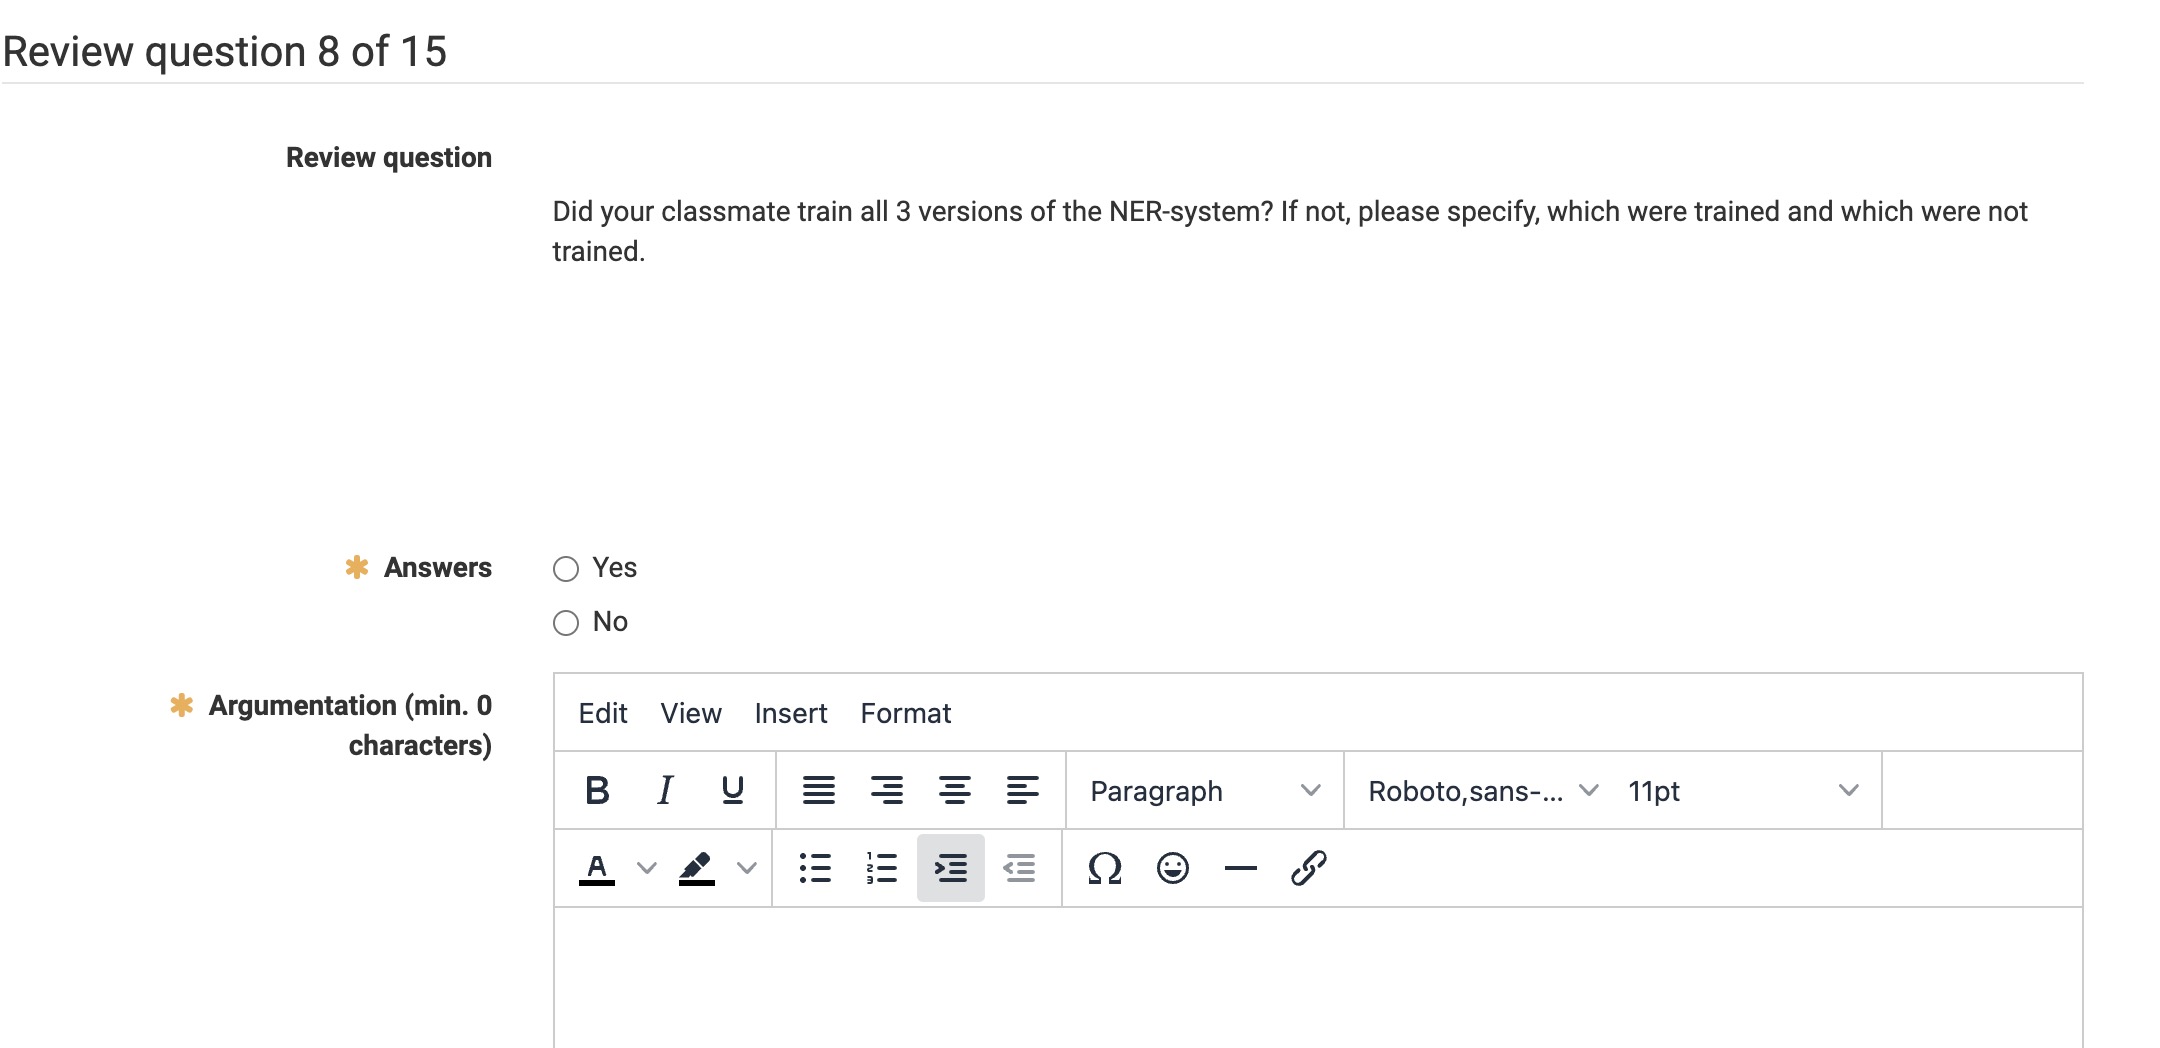 Review question 8 of 15
Review question
Did your classmate train all 3 versions of the NER-system? If not, please specify, which were trained and which were not
trained.
* Answers
Yes
No
* Argumentation (min. 0
characters)
Edit View Insert Format
B I U Paragraph Roboto,sans-... 11pt
A Ω